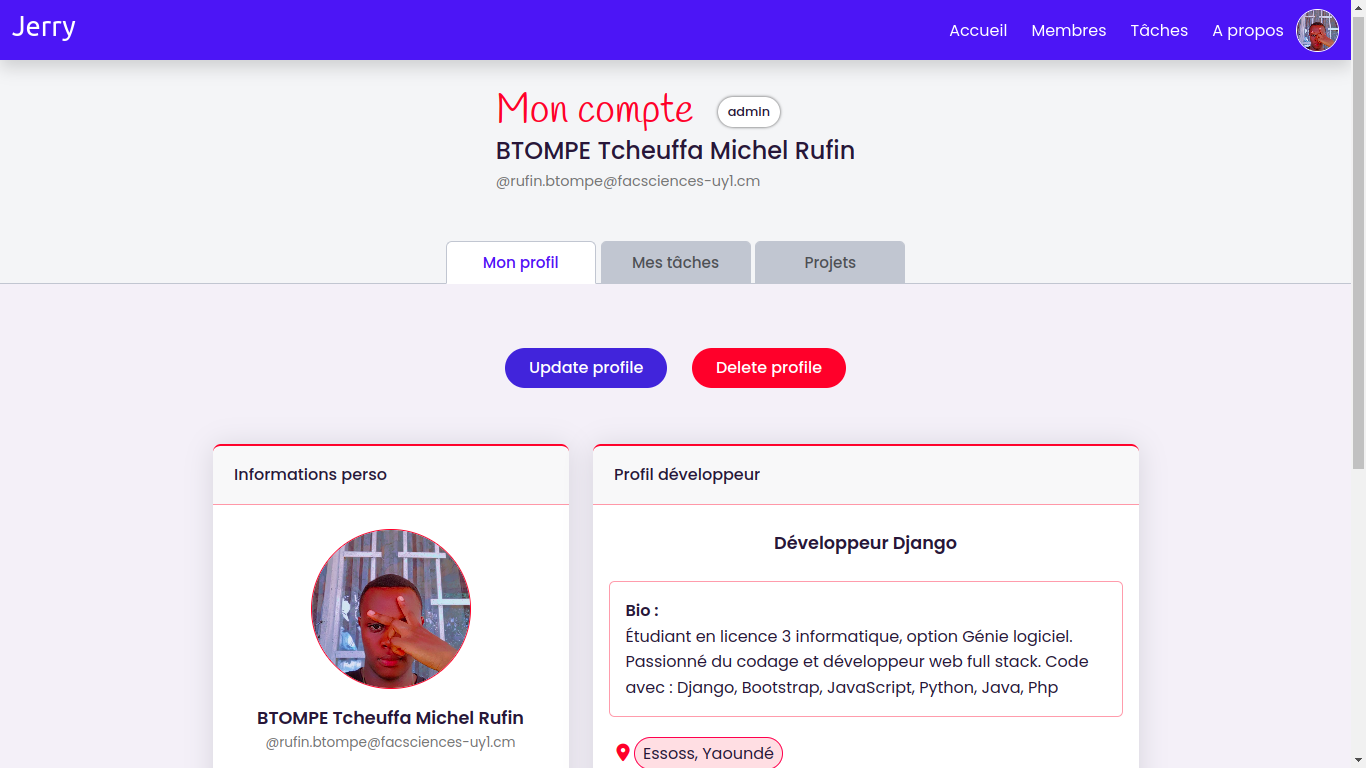 Jerry
Accueil Membres Tâches A propos
Mon compte admin
BTOMPE Tcheuffa Michel Rufin
@rufin.btompe@facsciences-uy1.cm
Mon profil Mes tâches Projets
Update profile Delete profile
Informations perso
BTOMPE Tcheuffa Michel Rufin
@rufin.btompe@facsciences-uy1.cm
Profil développeur
Développeur Django
Bio :
Étudiant en licence 3 informatique, option Génie logiciel.
Passionné du codage et développeur web full stack. Code
avec : Django, Bootstrap, JavaScript, Python, Java, Php
Essoss, Yaoundé